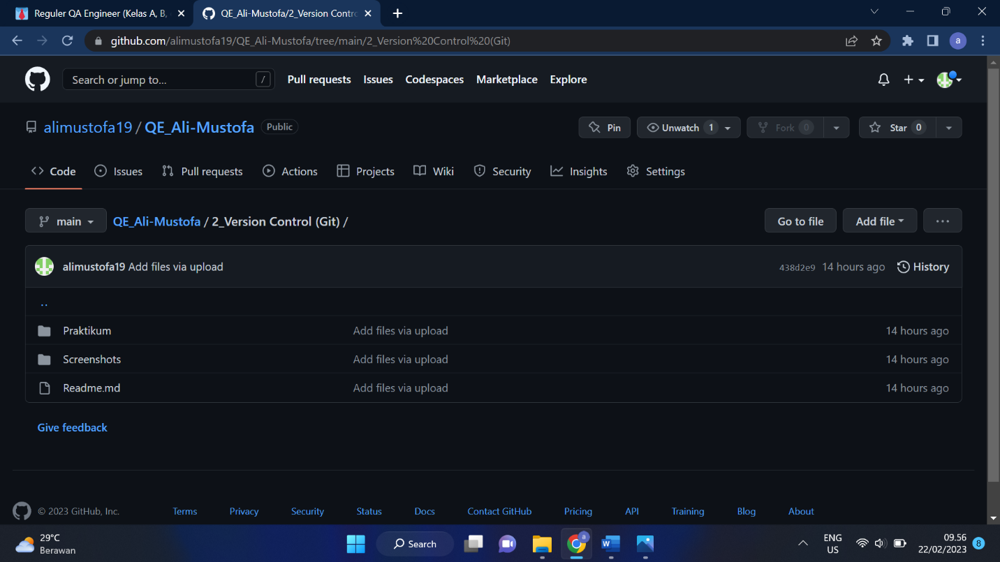 Reguler QA Engineer (Kelas A, B,
QE_Ali-Mustofa/2_Version Contro
github.com/alimustofa19/QE_Ali-Mustofa/tree/main/2_Version%20Control%20(Git)
a
Search or jump to... /
Pull requests Issues Codespaces Marketplace Explore
alimustofa19 / QE_Ali-Mustofa Public
Pin Unwatch 1 Fork 0 Star 0
Code Issues Pull requests Actions Projects Wiki Security Insights Settings
main QE_Ali-Mustofa / 2_Version Control (Git) / Go to file Add file ...
alimustofa19 Add files via upload 438d2e9 14 hours ago History
..
Praktikum Add files via upload 14 hours ago
Screenshots Add files via upload 14 hours ago
Readme.md Add files via upload 14 hours ago
Give feedback
© 2023 GitHub, Inc. Terms Privacy Security Status Docs Contact GitHub Pricing API Training Blog About
29°C
Berawan
Search
a
W
ENG
US
09.56
22/02/2023
8